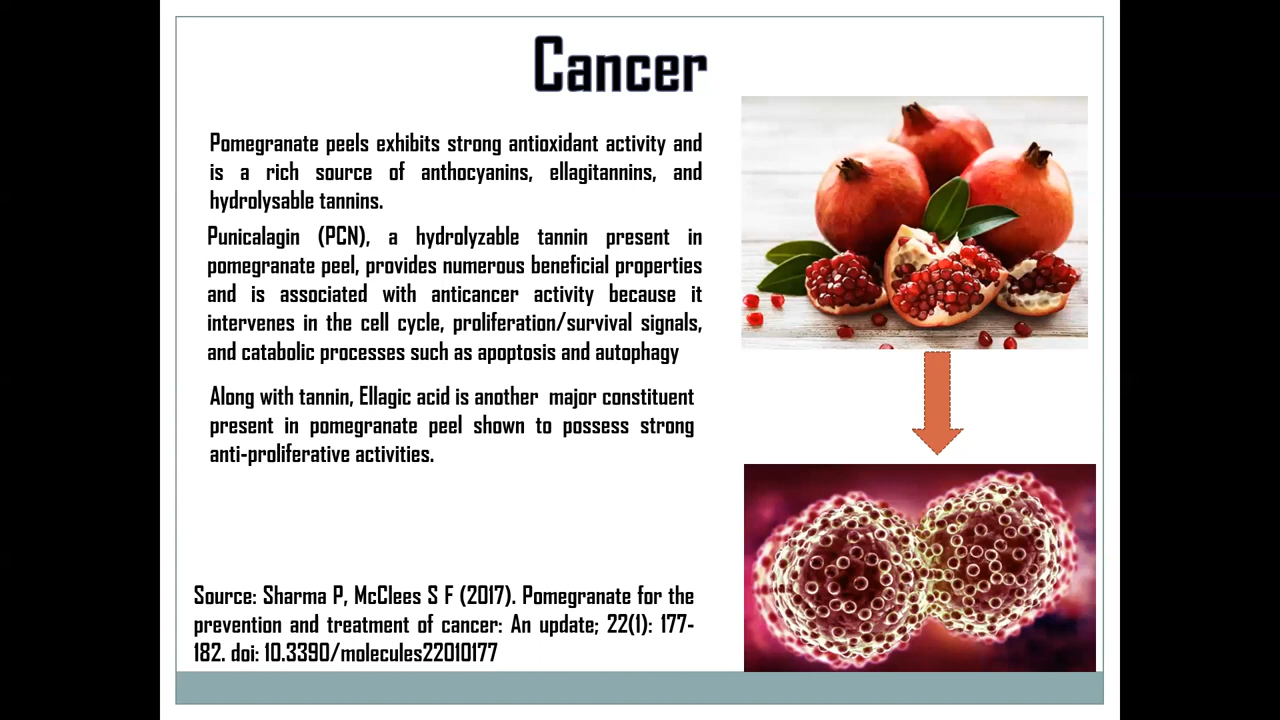 Cancer
Pomegranate peels exhibits strong antioxidant activity and
is a rich source of anthocyanins, ellagitannins, and
hydrolysable tannins.
Punicalagin (PCN), a hydrolyzable tannin present in
pomegranate peel, provides numerous beneficial properties
and is associated with anticancer activity because it
intervenes in the cell cycle, proliferation/survival signals,
and catabolic processes such as apoptosis and autophagy
Along with tannin, Ellagic acid is another major constituent
present in pomegranate peel shown to possess strong
anti-proliferative activities.
Source: Sharma P, McClees S F (2017). Pomegranate for the
prevention and treatment of cancer: An update; 22(1): 177-
182. doi: 10.3390/molecules22010177